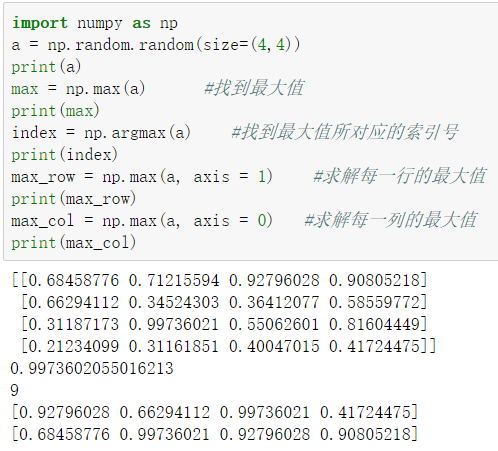 import numpy as np
a = np.random.random(size=(4,4))
print(a)
max = np.max(a) #找到最大值
print(max)
index = np.argmax(a) #找到最大值所对应的索引号
print(index)
max_row = np.max(a, axis = 1) #求解每一行的最大值
print(max_row)
max_col = np.max(a, axis = 0) #求解每一列的最大值
print(max_col)
[[0.68458776 0.71215594 0.92796028 0.90805218]
[0.66294112 0.34524303 0.36412077 0.58559772]
[0.31187173 0.99736021 0.55062601 0.81604449]
[0.21234099 0.31161851 0.40047015 0.41724475]]
0.9973602055016213
9
[0.92796028 0.66294112 0.99736021 0.41724475]
[0.68458776 0.99736021 0.92796028 0.90805218]